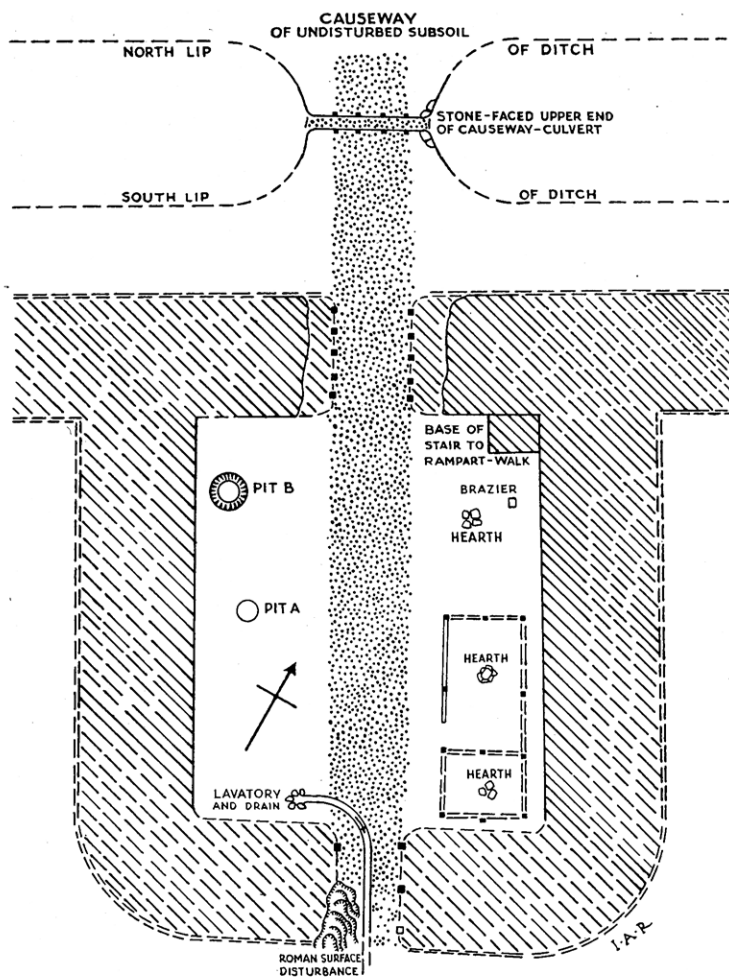 CAUSEWAY
OF UNDISTURBED SUBSOIL
NORTH LIP
OF DITCH
STONE-FACED UPPER END
OF CAUSEWAY-CULVERT
SOUTH LIP
OF DITCH
BASE OF
STAIR TO
RAMPART-WALK
PIT B
BRAZIER
HEARTH
PIT A
HEARTH
LAVATORY
AND DRAIN
HEARTH
ROMAN SURFACE
DISTURBANCE
I.A.R